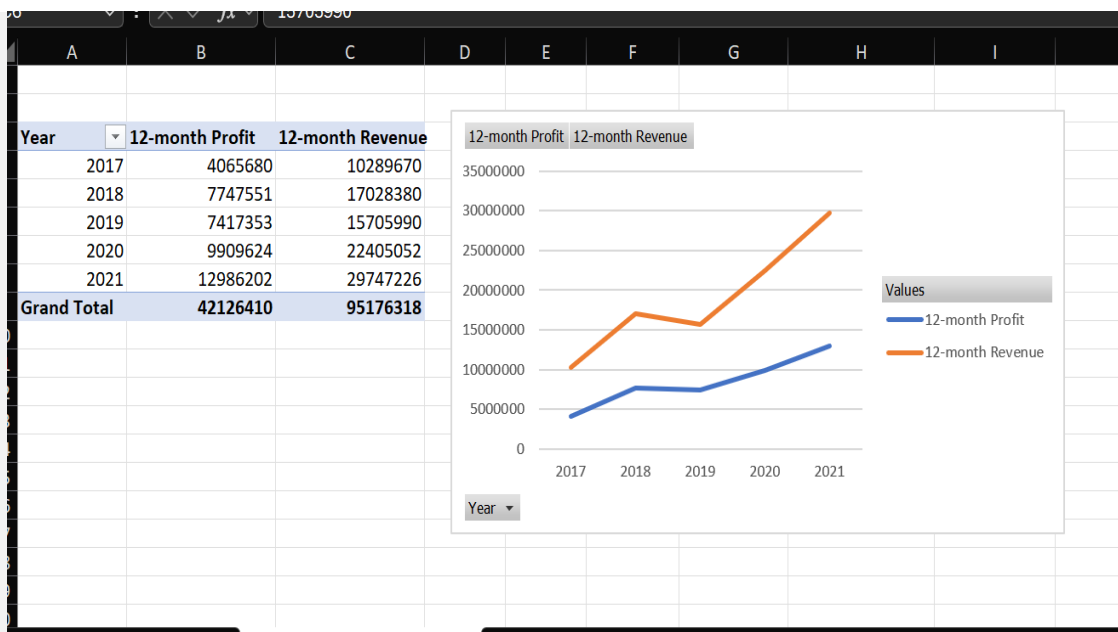 fx 15705990
A B C D E F G H I
Year 12-month Profit 12-month Revenue
2017 4065680 10289670
2018 7747551 17028380
2019 7417353 15705990
2020 9909624 22405052
2021 12986202 29747226
Grand Total 42126410 95176318
12-month Profit 12-month Revenue
35000000
30000000
25000000
20000000
15000000
10000000
5000000
0
2017 2018 2019 2020 2021
Values
12-month Profit
12-month Revenue
Year